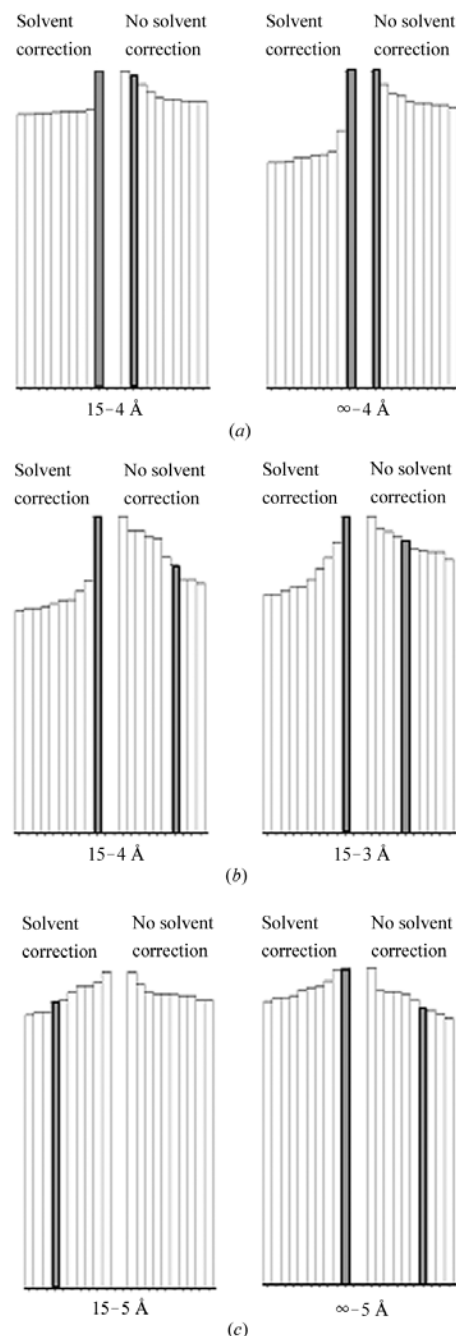 Solvent correction
No solvent correction
15–4 Å
Solvent correction
No solvent correction
∞–4 Å
(a)
Solvent correction
No solvent correction
15–4 Å
Solvent correction
No solvent correction
15–3 Å
(b)
Solvent correction
No solvent correction
15–5 Å
Solvent correction
No solvent correction
∞–5 Å
(c)